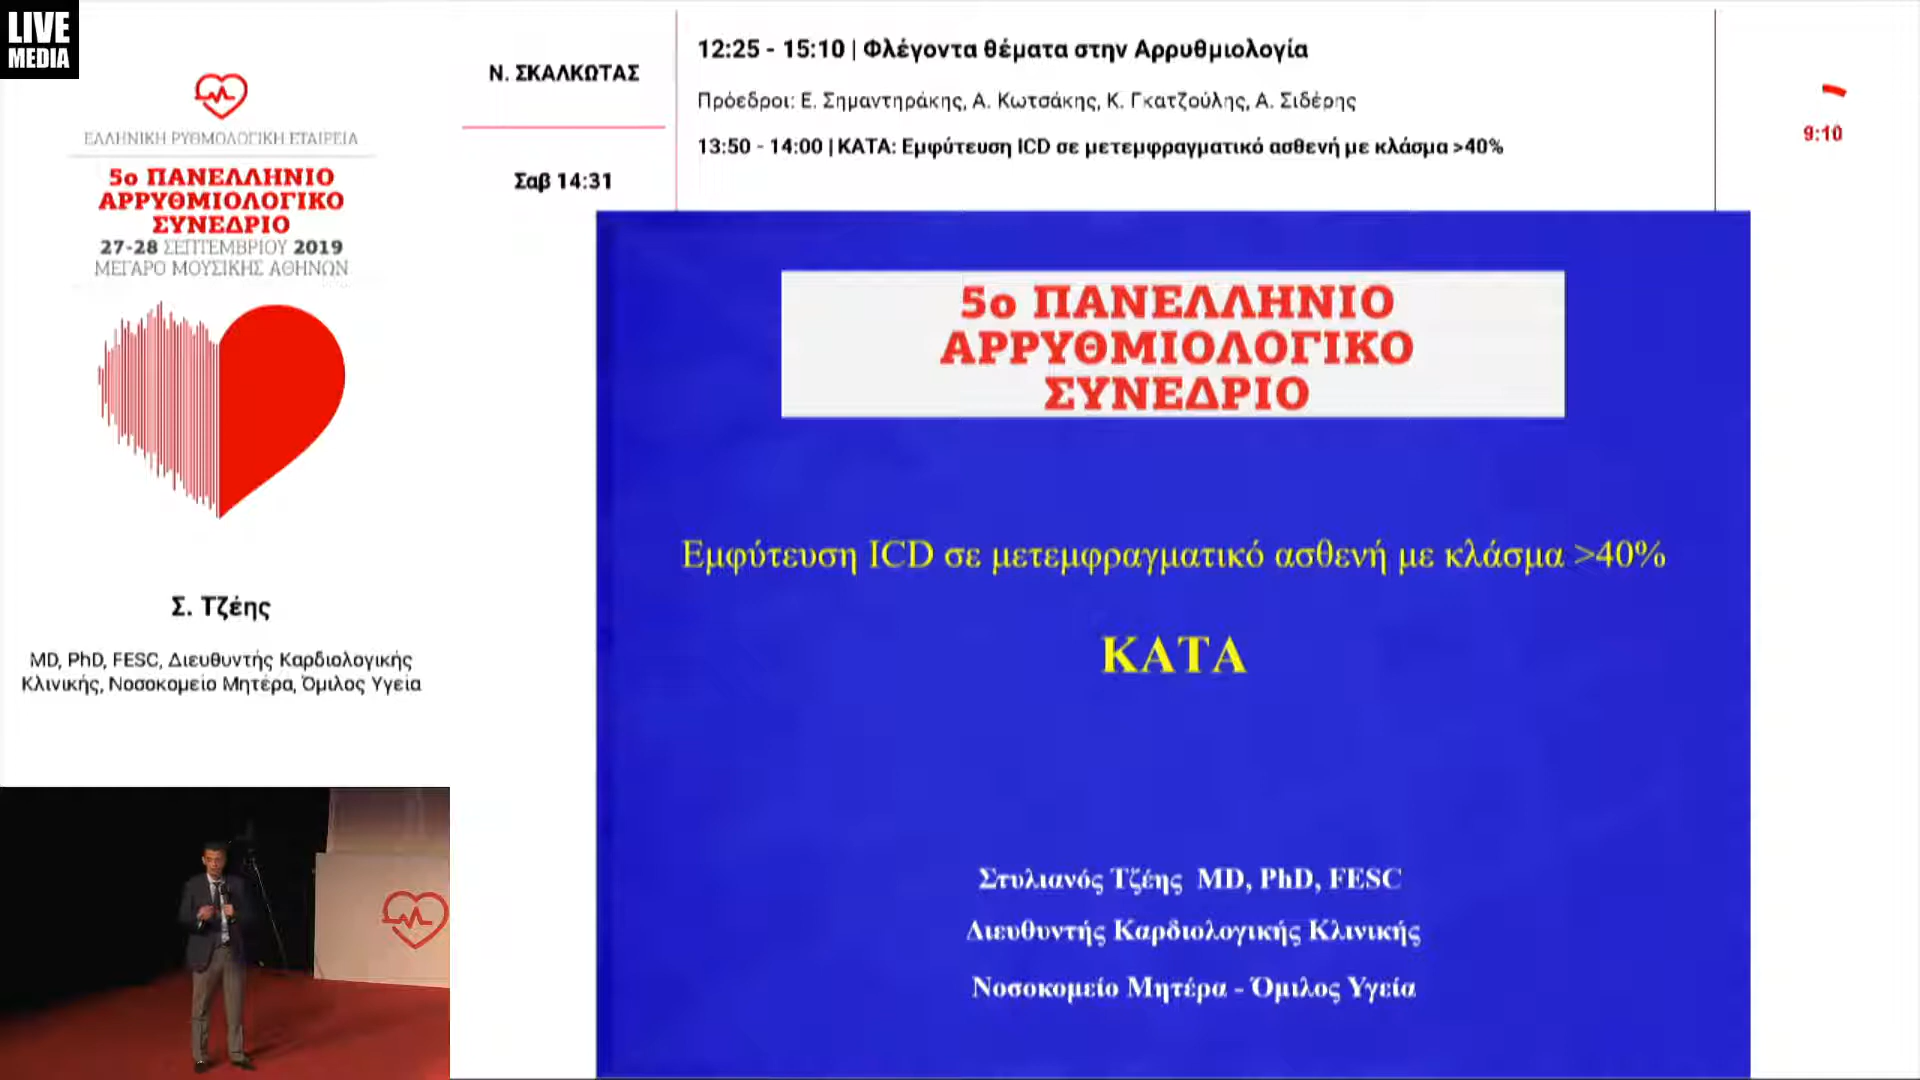 LIVE
MEDIA
ΕΛΛΗΝΙΚΗ ΡΥΘΜΟΛΟΓΙΚΗ ΕΤΑΙΡΕΙΑ
5ο ΠΑΝΕΛΛΗΝΙΟ
ΑΡΡΥΘΜΙΟΛΟΓΙΚΟ
ΣΥΝΕΔΡΙΟ
27-28 ΣΕΠΤΕΜΒΡΙΟΥ 2019
ΜΕΓΑΡΟ ΜΟΥΣΙΚΗΣ ΑΘΗΝΩΝ
Σ. Τζέης
MD, PhD, FESC, Διευθυντής Καρδιολογικής
Κλινικής, Νοσοκομείο Μητέρα, Όμιλος Υγεία
Ν. ΣΚΑΛΚΩΤΑΣ
Σαβ 14:31
12:25 - 15:10 | Φλέγοντα θέματα στην Αρρυθμιολογία
Πρόεδροι: Ε. Σημαντηράκης, Α. Κωτσάκης, Κ. Γκατζούλης, Α. Σιδέρης
13:50 - 14:00 | ΚΑΤΑ: Εμφύτευση ICD σε μετεμφραγματικό ασθενή με κλάσμα >40%
9:10
5ο ΠΑΝΕΛΛΗΝΙΟ
ΑΡΡΥΘΜΙΟΛΟΓΙΚΟ
ΣΥΝΕΔΡΙΟ
Εμφύτευση ICD σε μετεμφραγματικό ασθενή με κλάσμα >40%
ΚΑΤΑ
Στυλιανός Τζέης MD, PhD, FESC
Διευθυντής Καρδιολογικής Κλινικής
Νοσοκομείο Μητέρα - Όμιλος Υγεία